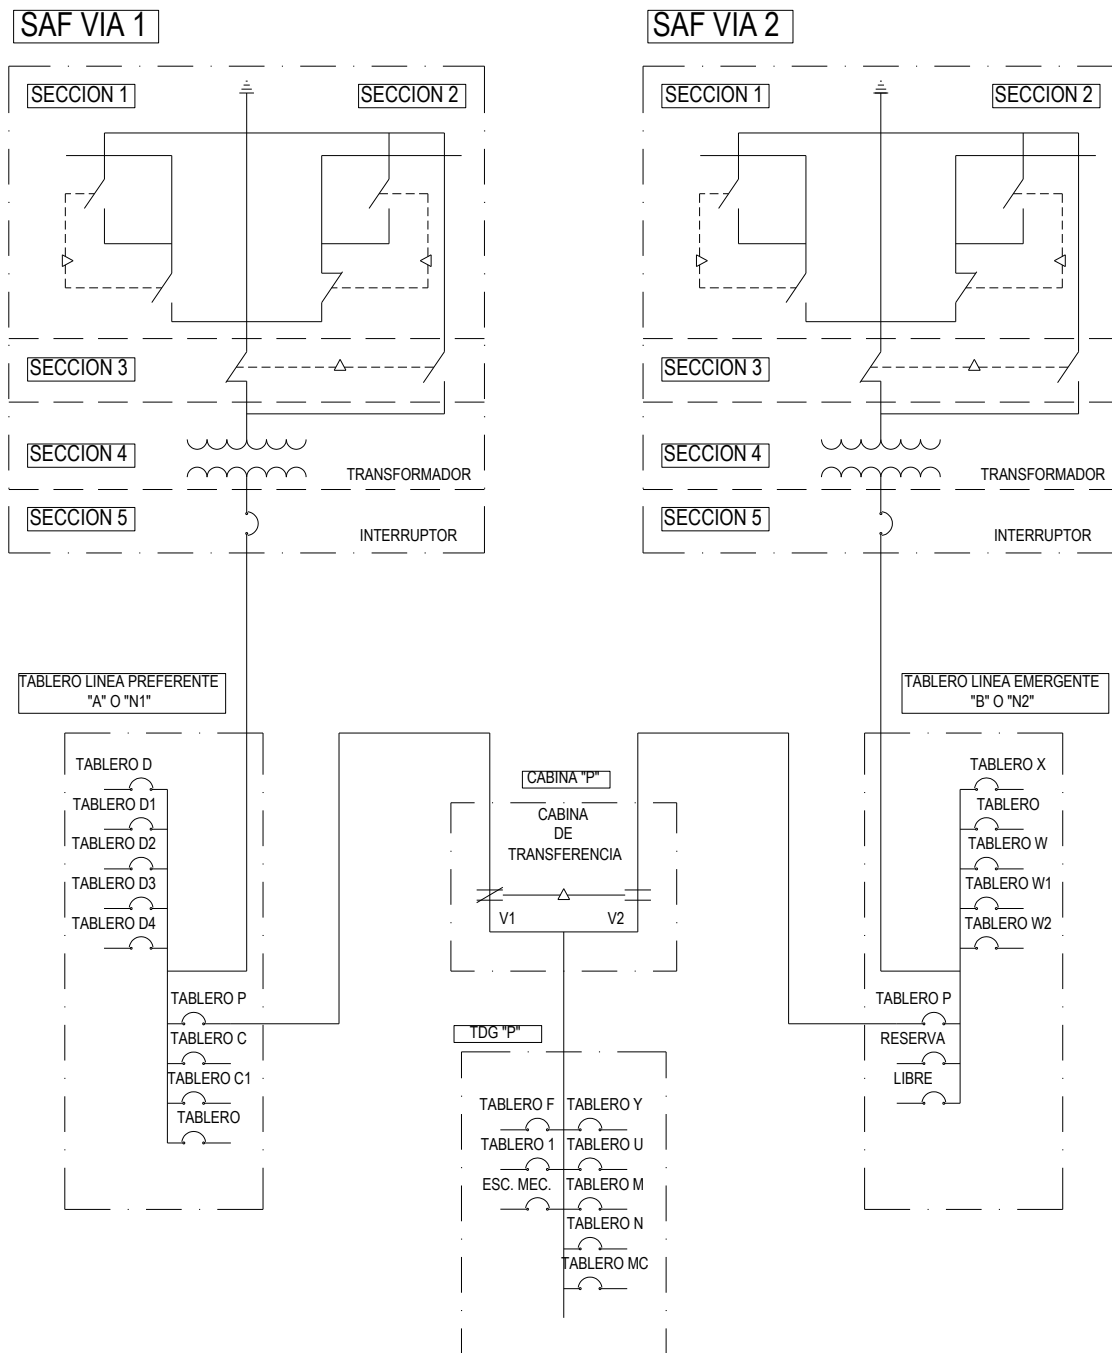 SAF VIA 1
SAF VIA 2
SECCION 1
SECCION 2
SECCION 1
SECCION 2
SECCION 3
SECCION 3
SECCION 4
TRANSFORMADOR
SECCION 4
TRANSFORMADOR
SECCION 5
INTERRUPTOR
SECCION 5
INTERRUPTOR
TABLERO LINEA PREFERENTE
"A" O "N1"
TABLERO LINEA EMERGENTE
"B" O "N2"
TABLERO D
TABLERO D1
TABLERO D2
TABLERO D3
TABLERO D4
TABLERO P
TABLERO C
TABLERO C1
TABLERO
CABINA "P"
CABINA
DE
TRANSFERENCIA
V1
V2
TDG "P"
TABLERO F
TABLERO Y
TABLERO 1
TABLERO U
ESC. MEC.
TABLERO M
TABLERO N
TABLERO MC
TABLERO X
TABLERO
TABLERO W
TABLERO W1
TABLERO W2
TABLERO P
RESERVA
LIBRE